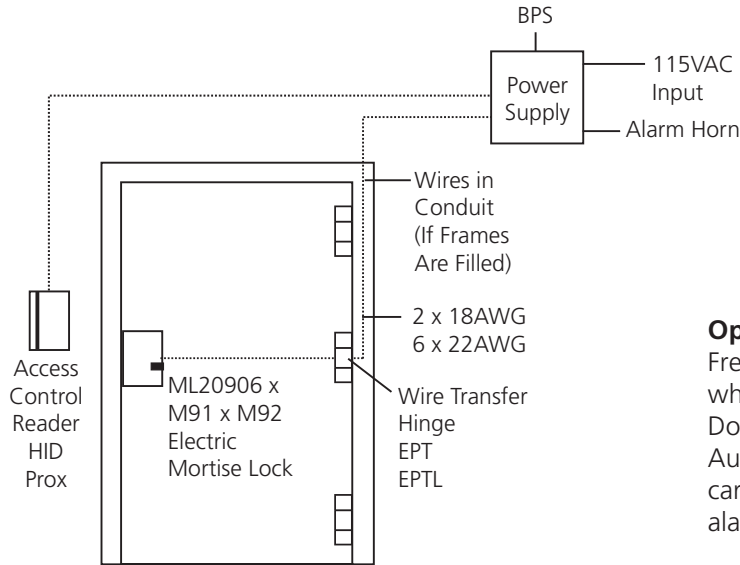 BPS
Power
Supply
115VAC
Input
Alarm Horn
Wires in
Conduit
(If Frames
Are Filled)
2 x 18AWG
6 x 22AWG
Access
Control
Reader
HID
Prox
ML20906 x
M91 x M92
Electric
Mortise Lock
Wire Transfer
Hinge
EPT
EPTL